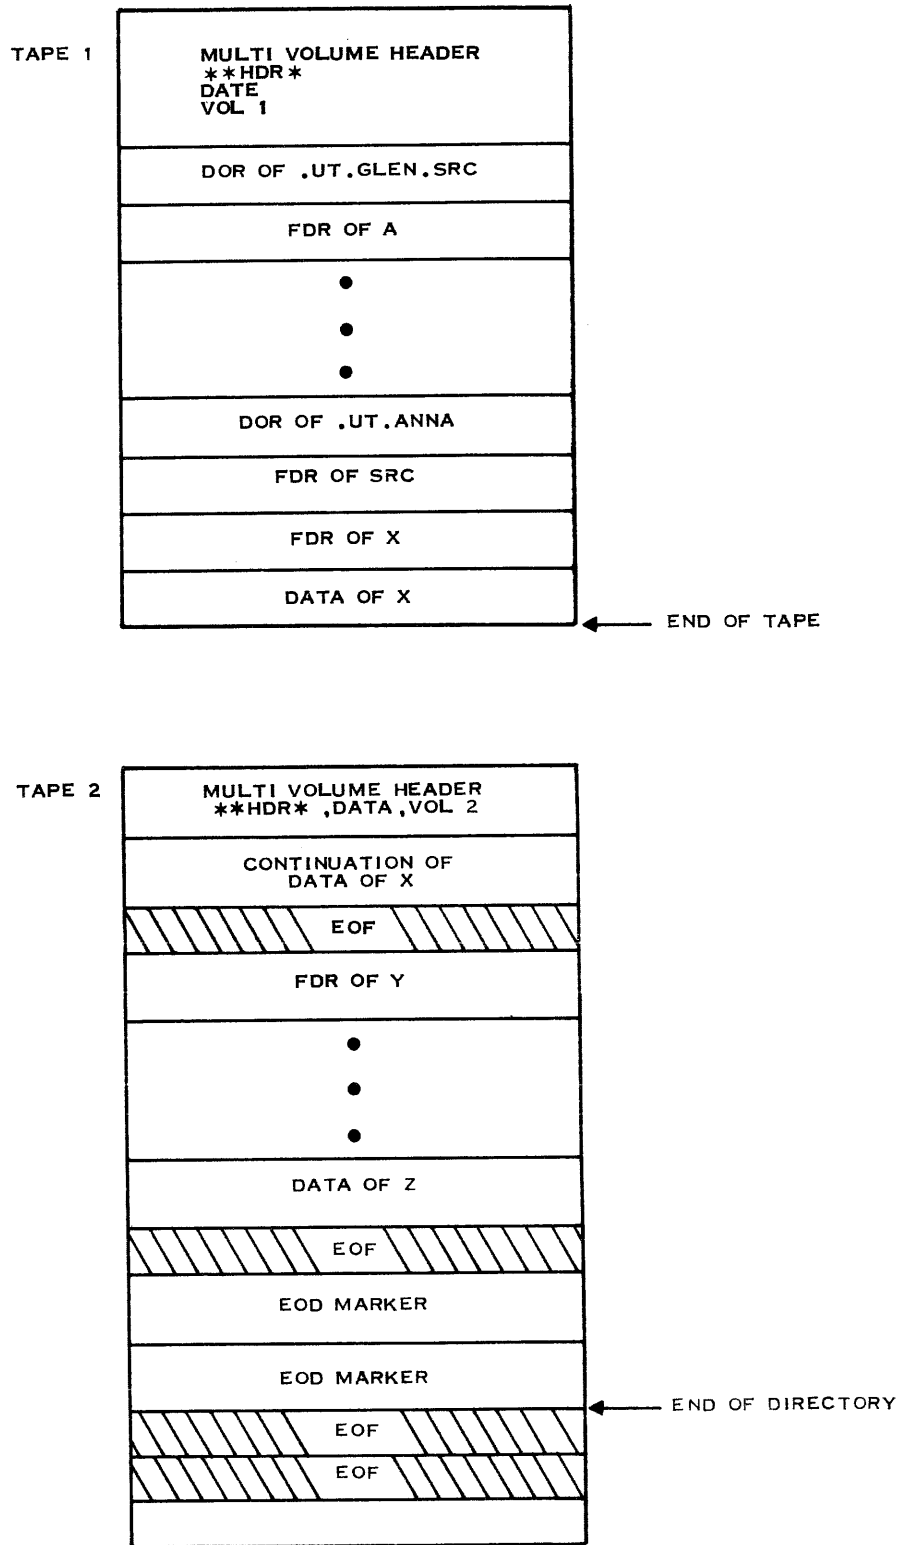 TAPE 1
MULTI VOLUME HEADER
**HDR*
DATE
VOL 1
DOR OF .UT.GLEN.SRC
FDR OF A
DOR OF .UT.ANNA
FDR OF SRC
FDR OF X
DATA OF X
END OF TAPE
TAPE 2
MULTI VOLUME HEADER
**HDR* ,DATA,VOL 2
CONTINUATION OF
DATA OF X
EOF
FDR OF Y
DATA OF Z
EOF
EOD MARKER
EOD MARKER
END OF DIRECTORY
EOF
EOF